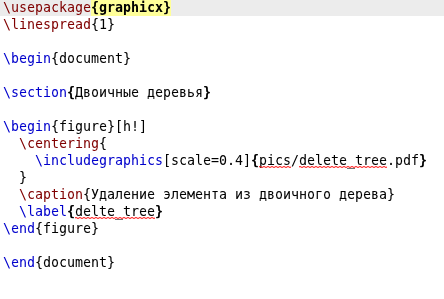 \usepackage{graphicx}
\linespread{1}
\begin{document}
\section{Двоичные деревья}
\begin{figure}[h!]
\centering{
\includegraphics[scale=0.4]{pics/delete_tree.pdf}
}
\caption{Удаление элемента из двоичного дерева}
\label{delte_tree}
\end{figure}
\end{document}